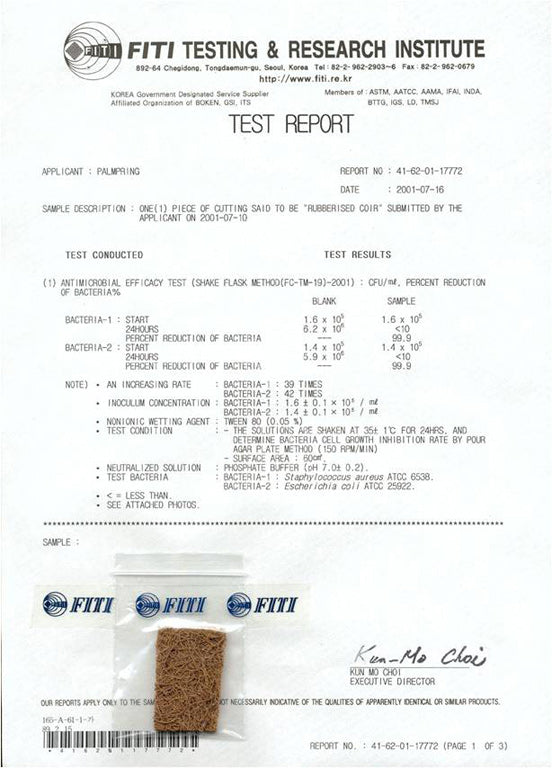 FITI FITI TESTING & RESEARCH INSTITUTE
892-64 Chegidong, Tongdaemun-gu, Seoul, Korea Tel : 82-2-962-2903~6 Fax : 82-2-962-0679
http://www.fiti.re.kr
KOREA Government Designated Service Supplier
Affiliated Organization of BOKEN, GSI, ITS
Members of : ASTM, AATCC, AAMA, IFAI, INDA,
BTTG, IGS, LD, TMSJ
TEST REPORT
APPLICANT : PALMPRING
REPORT NO : 41-62-01-17772
DATE : 2001-07-16
SAMPLE DESCRIPTION : ONE(1) PIECE OF CUTTING SAID TO BE "RUBBERISED COIR" SUBMITTED BY THE
APPLICANT ON 2001-07-10
TEST CONDUCTED TEST RESULTS
(1) ANTIMICROBIAL EFFICACY TEST (SHAKE FLASK METHOD(FC-TM-19)-2001) : CFU/㎖, PERCENT REDUCTION
OF BACTERIA%
BLANK SAMPLE
BACTERIA-1 : START 1.6 x 10⁵ 1.6 x 10⁵
24HOURS 6.2 x 10⁶ <10
PERCENT REDUCTION OF BACTERIA --- 99.9
BACTERIA-2 : START 1.4 x 10⁵ 1.4 x 10⁵
24HOURS 5.9 x 10⁶ <10
PERCENT REDUCTION OF BACTERIA --- 99.9
NOTE) • AN INCREASING RATE : BACTERIA-1 : 39 TIMES
BACTERIA-2 : 42 TIMES
• INOCULUM CONCENTRATION : BACTERIA-1 : 1.6 ± 0.1 × 10⁵ / ㎖
BACTERIA-2 : 1.4 ± 0.1 × 10⁵ / ㎖
• NONIONIC WETTING AGENT : TWEEN 80 (0.05 %)
• TEST CONDITION : - THE SOLUTIONS ARE SHAKEN AT 35± 1℃ FOR 24HRS, AND
DETERMINE BACTERIA CELL GROWTH INHIBITION RATE BY POUR
AGAR PLATE METHOD (150 RPM/MIN)
- SURFACE AREA : 60㎠.
• NEUTRALIZED SOLUTION : PHOSPHATE BUFFER (pH 7.0± 0.2).
• TEST BACTERIA : BACTERIA-1 : Staphylococcus aureus ATCC 6538.
BACTERIA-2 : Escherichia coli ATCC 25922.
• < = LESS THAN.
• SEE ATTACHED PHOTOS.
SAMPLE :
FITI FITI FITI
Kun-Mo Choi
KUN MO CHOI
EXECUTIVE DIRECTOR
OUR REPORTS APPLY ONLY TO THE SAM NOT NECESSARILY INDICATIVE OF THE QUALITIES OF APPARENTLY IDENTICAL OR SIMILAR PRODUCTS.
165-A-61-1-
REPORT NO. : 41-62-01-17772 (PAGE 1 OF 3)